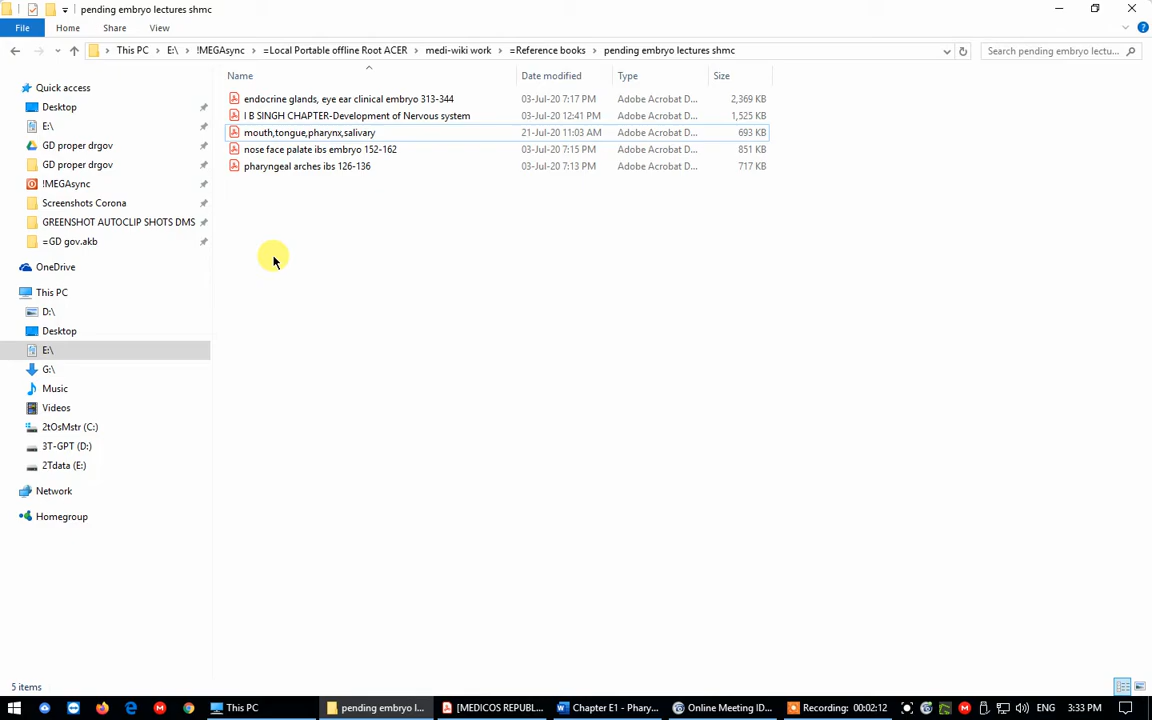 pending embryo lectures shmc
File
Home
Share
View
This PC
E:\
!MEGAsync
=Local Portable offline Root ACER
medi-wiki work
=Reference books
pending embryo lectures shmc
Search pending embryo lectu...
Name
Date modified
Type
Size
Quick access
Desktop
E:\
GD proper drgov
GD proper drgov
!MEGAsync
Screenshots Corona
GREENSHOT AUTOCLIP SHOTS DMS
=GD gov.akb
OneDrive
This PC
D:\
Desktop
E:\
G:\
Music
Videos
2tOsMstr (C:)
3T-GPT (D:)
2Tdata (E:)
Network
Homegroup
endocrine glands, eye ear clinical embryo 313-344 03-Jul-20 7:17 PM Adobe Acrobat D... 2,369 KB
I B SINGH CHAPTER-Development of Nervous system 03-Jul-20 12:41 PM Adobe Acrobat D... 1,525 KB
mouth,tongue,pharynx,salivary 21-Jul-20 11:03 AM Adobe Acrobat D... 693 KB
nose face palate ibs embryo 152-162 03-Jul-20 7:15 PM Adobe Acrobat D... 851 KB
pharyngeal arches ibs 126-136 03-Jul-20 7:13 PM Adobe Acrobat D... 717 KB
5 items
This PC
pending embryo l...
[MEDICOS REPUBL...
Chapter E1 - Phary...
Online Meeting ID...
Recording: 00:02:12
ENG
3:33 PM